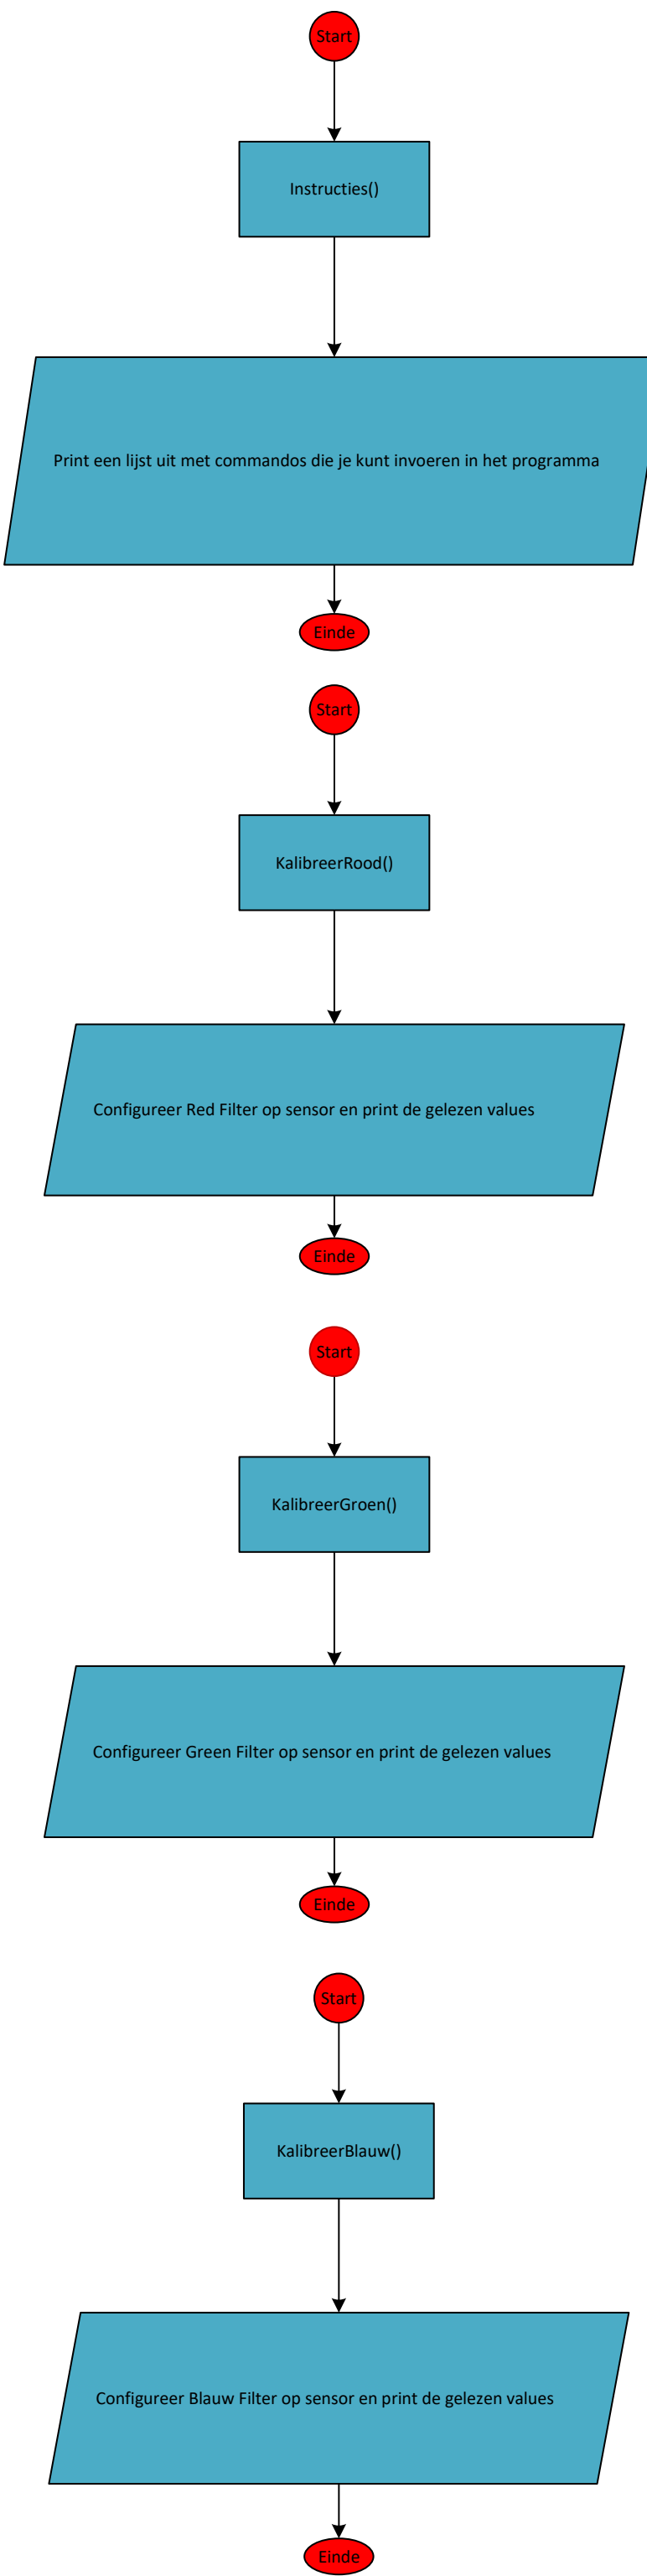 Start
Instructies()
Print een lijst uit met commandos die je kunt invoeren in het programma
Einde
Start
KalibreerRood()
Configureer Red Filter op sensor en print de gelezen values
Einde
Start
KalibreerGroen()
Configureer Green Filter op sensor en print de gelezen values
Einde
Start
KalibreerBlauw()
Configureer Blauw Filter op sensor en print de gelezen values
Einde